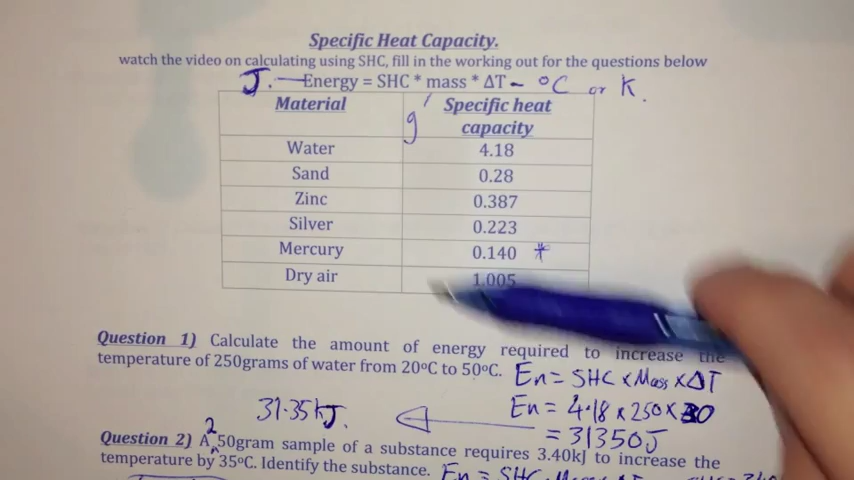 Specific Heat Capacity.
watch the video on calculating using SHC, fill in the working out for the questions below
J. — Energy = SHC * mass * ΔT – °C or K.
g
Material Specific heat capacity
Water 4.18
Sand 0.28
Zinc 0.387
Silver 0.223
Mercury 0.140 *
Dry air 1.005
Question 1) Calculate the amount of energy required to increase the
temperature of 250grams of water from 20°C to 50°C. En = SHC x Mass x ΔT
En = 4.18 x 250 x 30
31.35kJ. = 31350J
Question 2) A 250gram sample of a substance requires 3.40kJ to increase the
temperature by 35°C. Identify the substance. En = SHC